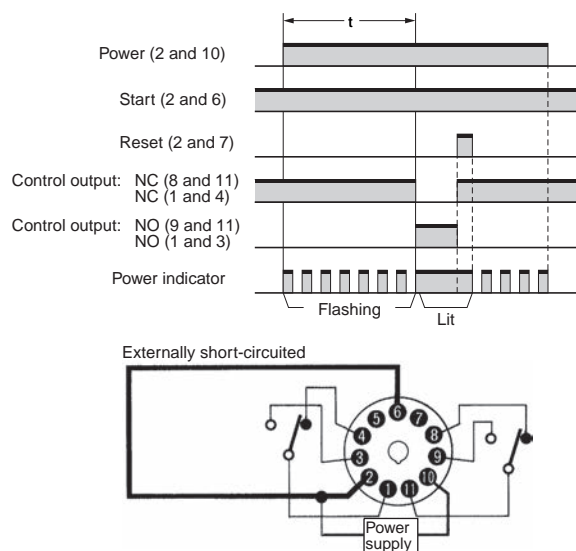 t
Power (2 and 10)
Start (2 and 6)
Reset (2 and 7)
Control output: NC (8 and 11)
NC (1 and 4)
Control output: NO (9 and 11)
NO (1 and 3)
Power indicator
Flashing
Lit
Externally short-circuited
6
5
7
4
8
3
9
2
10
1
11
Power
supply